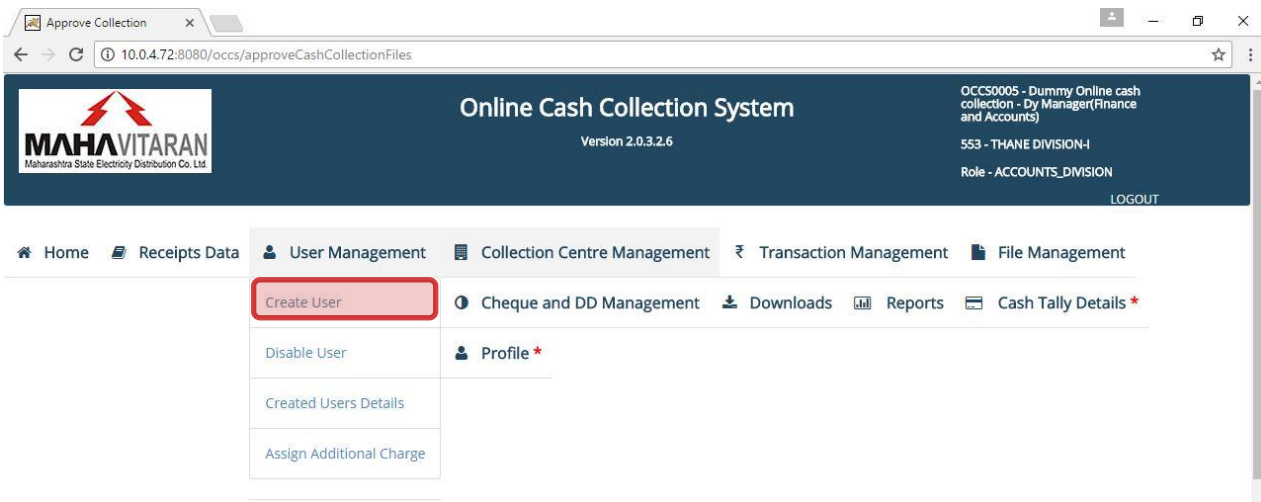 Approve Collection
10.0.4.72:8080/occs/approveCashCollectionFiles
MAHAVITARAN
Maharashtra State Electricity Distribution Co. Ltd.
Online Cash Collection System
Version 2.0.3.2.6
OCCS0005 - Dummy Online cash
collection - Dy Manager(Finance
and Accounts)
553 - THANE DIVISION-I
Role - ACCOUNTS_DIVISION
LOGOUT
Home Receipts Data User Management Collection Centre Management ₹ Transaction Management File Management
Create User Cheque and DD Management Downloads Reports Cash Tally Details *
Disable User Profile *
Created Users Details
Assign Additional Charge